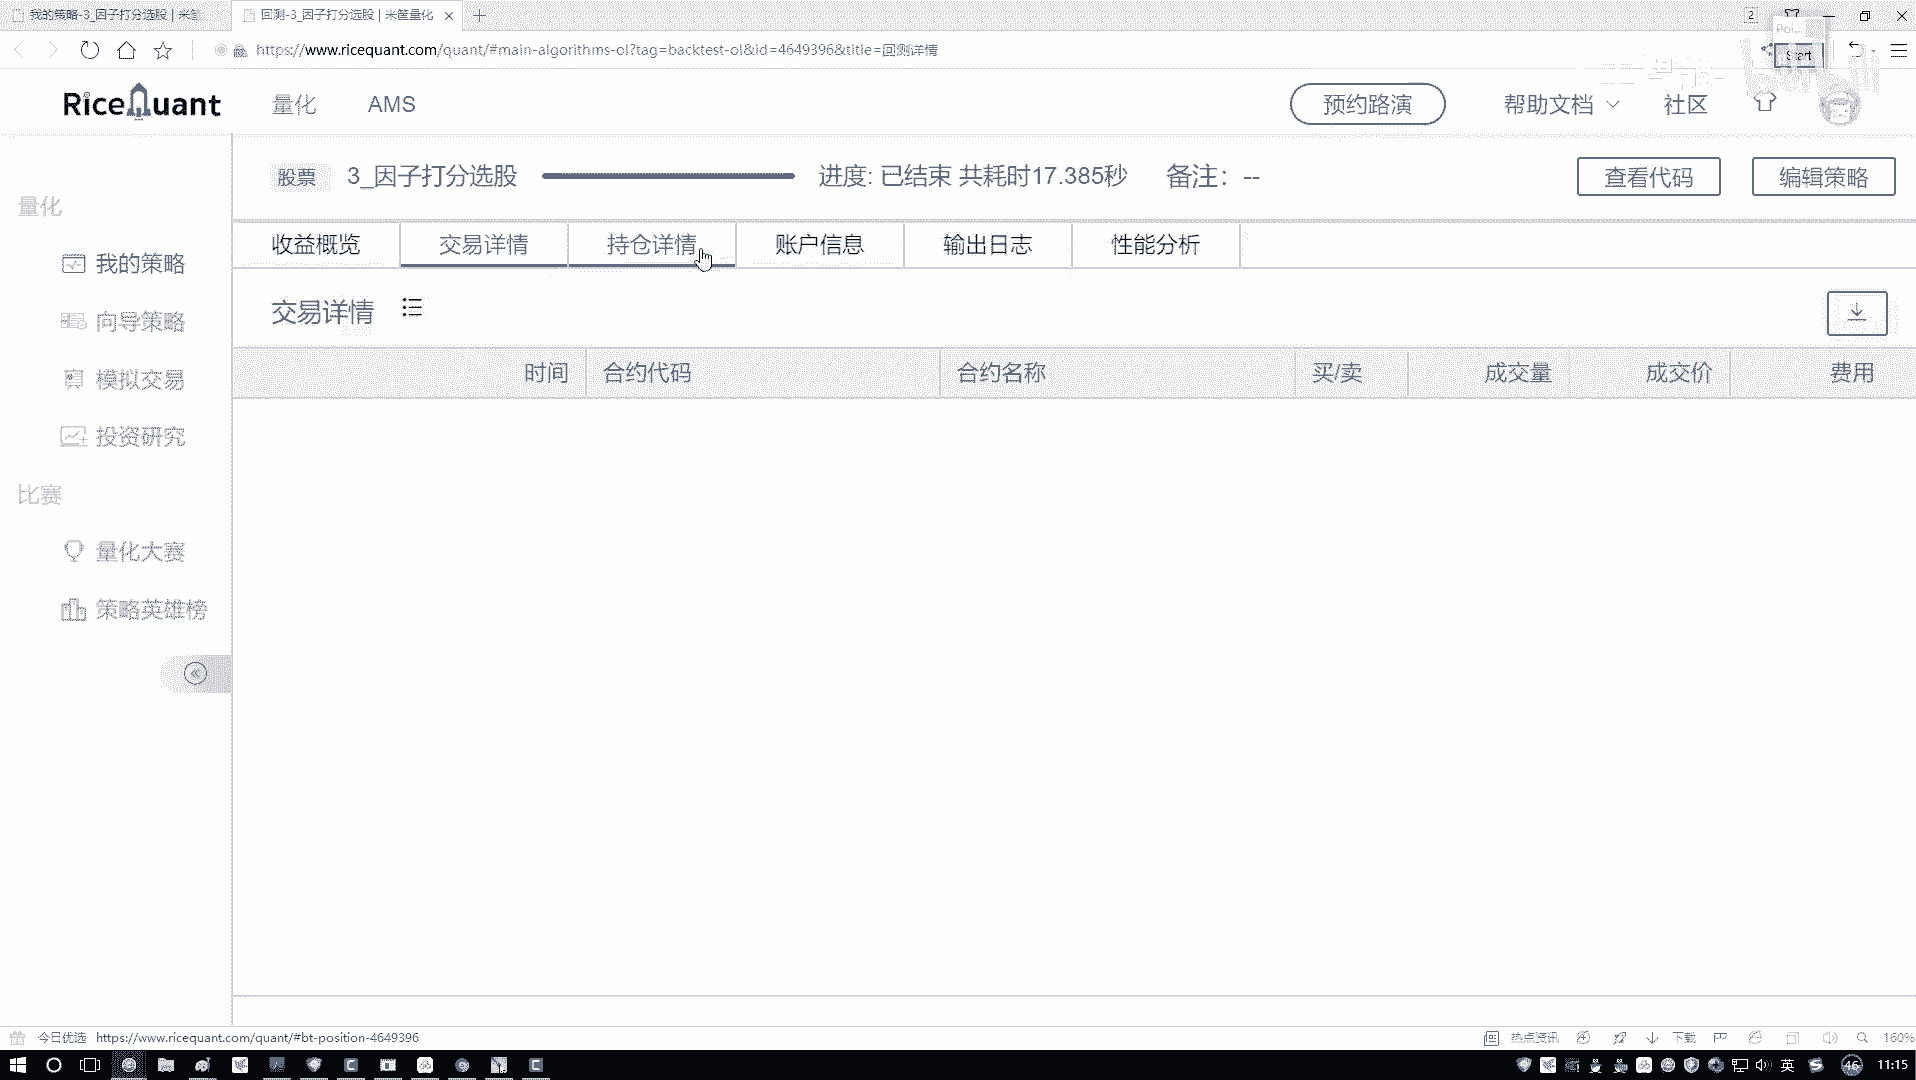 我的策略-3_因子打分选股 | 米筐
回测-3_因子打分选股 | 米筐量化
2
https://www.ricequant.com/quant/#main-algorithms-ol?tag=backtest-ol&id=4649396&title=回测详情
Poi...
Start
RiceQuant
量化
AMS
预约路演
帮助文档
社区
股票
3_因子打分选股
进度: 已结束 共耗时17.385秒
备注: --
查看代码
编辑策略
量化
我的策略
向导策略
模拟交易
投资研究
比赛
量化大赛
策略英雄榜
收益概览
交易详情
持仓详情
账户信息
输出日志
性能分析
交易详情
时间
合约代码
合约名称
买/卖
成交量
成交价
费用
今日优选
https://www.ricequant.com/quant/#bt-position-4649396
热点资讯
下载
160%
英
46
11:15